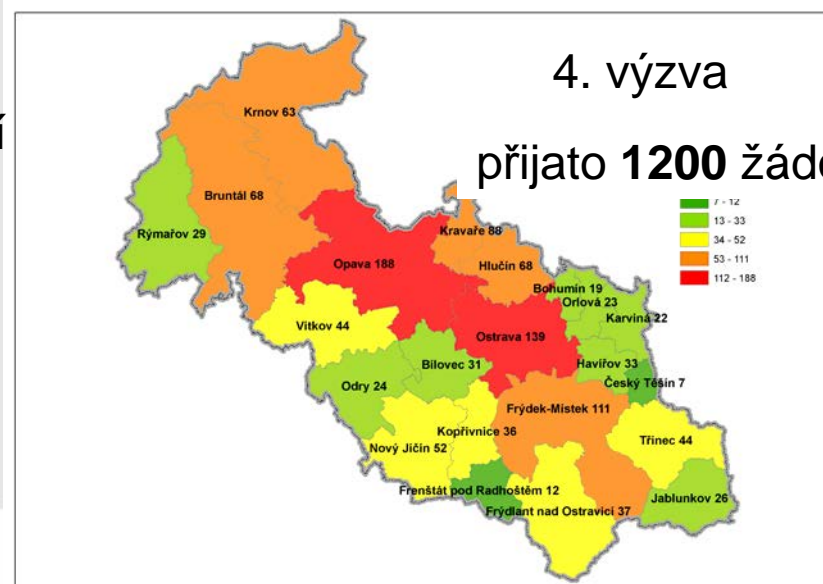 4. výzva
přijato 1200
Krnov 63
Bruntál 68
Rýmařov 29
Kravaře 88
Opava 188
Hlučín 68
Bohumín 19
Orlová 23
Karviná 22
Vítkov 44
Ostrava 139
Bílovec 31
Havířov 33
Český Těšín 7
Odry 24
Frýdek-Místek 111
Kopřivnice 36
Třinec 44
Nový Jičín 52
Frenštát pod Radhoštěm 12
Frýdlant nad Ostravicí 37
Jablunkov 26
7 - 12
13 - 33
34 - 52
53 - 111
112 - 188